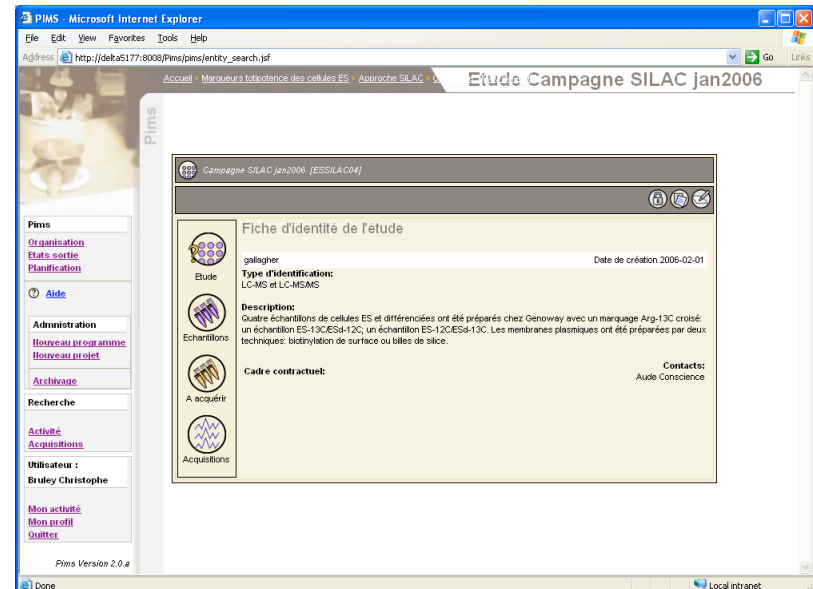 PIMS - Microsoft Internet Explorer
File Edit View Favorites Tools Help
Address http://delta5177:8008/Pims/pims/entity_search.jsf Go Links
Accueil » Marqueurs totipotence des cellules ES » Approche SILAC »
Etude Campagne SILAC jan2006
Pims
Campagne SILAC jan2006 [ESSILAC04]
Pims
Organisation
Etats sortie
Planification
Aide
Admnistration
Nouveau programme
Nouveau projet
Archivage
Recherche
Activité
Acquisitions
Utilisateur :
Bruley Christophe
Mon activité
Mon profil
Quitter
Pims Version 2.0.a
Etude
Echantillons
A acquérir
Acquisitions
Fiche d'identité de l'étude
gallagher Date de création 2006-02-01
Type d'identification:
LC-MS et LC-MS/MS
Description:
Quatre échantillons de cellules ES et différenciées ont été préparés chez Genoway avec un marquage Arg-13C croisé:
un échantillon ES-13C/ESd-12C; un échantillon ES-12C/ESd-13C. Les membranes plasmiques ont été préparées par deux
techniques: biotinylation de surface ou billes de silice.
Cadre contractuel:
Contacts:
Aude Conscience
Done Local intranet